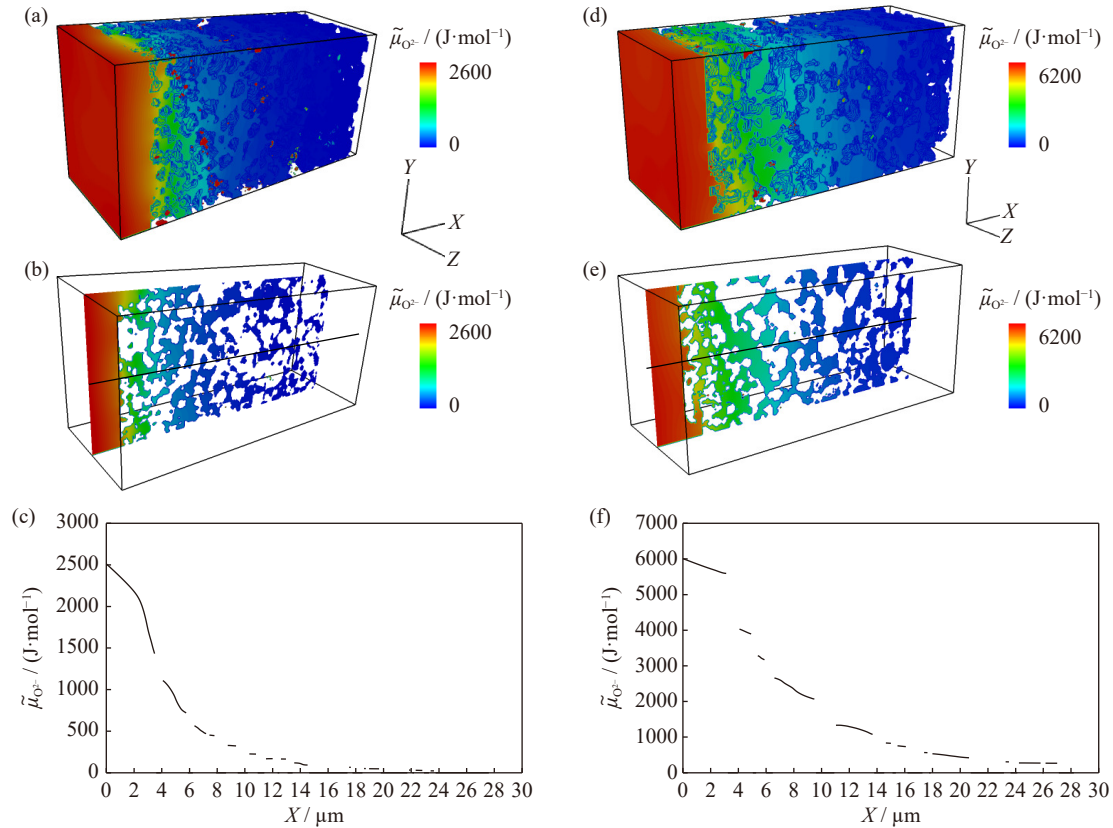 (a)
μ̃O²⁻ / (J·mol⁻¹)
2600
0
Y
X
Z
(b)
μ̃O²⁻ / (J·mol⁻¹)
2600
0
(c)
3000
2500
2000
1500
1000
500
0
μ̃O²⁻ / (J·mol⁻¹)
0 2 4 6 8 10 12 14 16 18 20 22 24 26 28 30
X / μm
(d)
μ̃O²⁻ / (J·mol⁻¹)
6200
0
Y
X
Z
(e)
μ̃O²⁻ / (J·mol⁻¹)
6200
0
(f)
7000
6000
5000
4000
3000
2000
1000
0
μ̃O²⁻ / (J·mol⁻¹)
0 2 4 6 8 10 12 14 16 18 20 22 24 26 28 30
X / μm